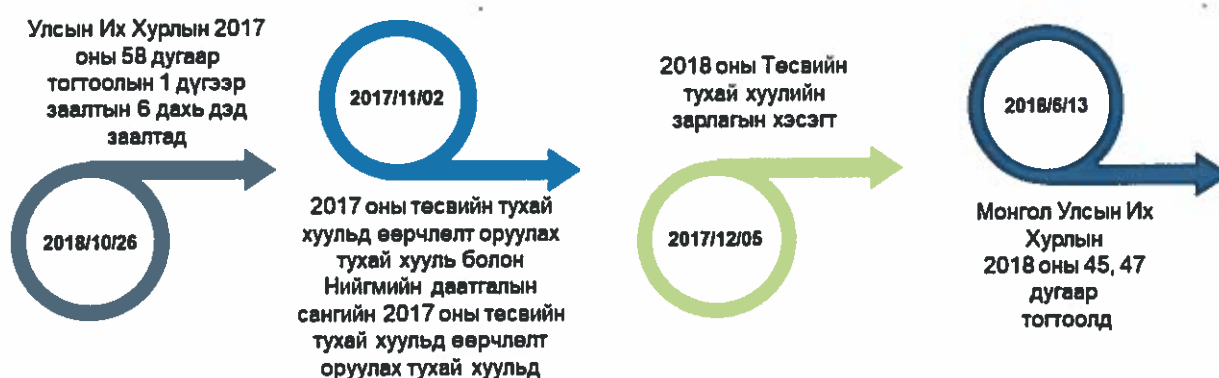 Улсын Их Хурлын 2017
оны 58 дугаар
тогтоолын 1 дүгээр
заалтын 6 дахь дэд
заалтад
2018/10/26
2017/11/02
2017 оны төсвийн тухай
хуульд өөрчлөлт оруулах
тухай хууль болон
Нийгмийн даатгалын
сангийн 2017 оны төсвийн
тухай хуульд өөрчлөлт
оруулах тухай хуульд
2018 оны Төсвийн
тухай хуулийн
зарлагын хэсэгт
2017/12/05
2018/6/13
Монгол Улсын Их
Хурлын
2018 оны 45, 47
дугаар
тогтоолд